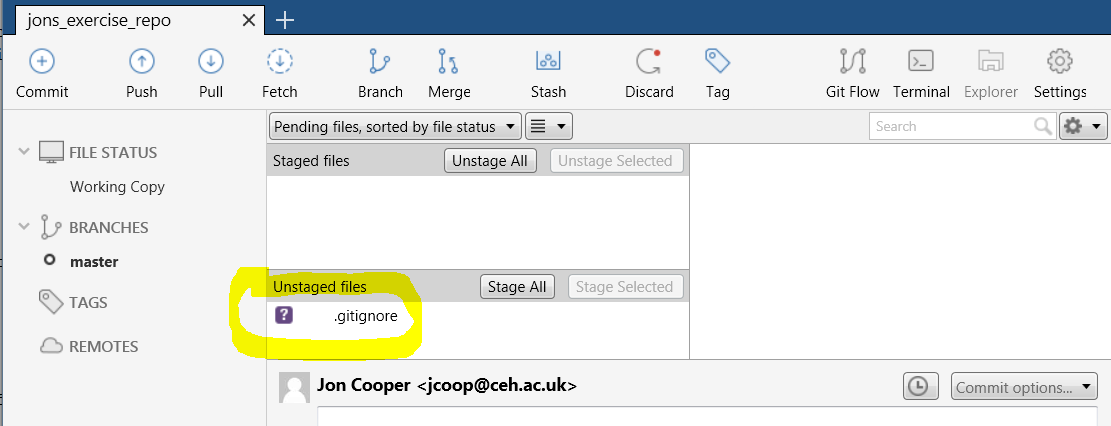 jons_exercise_repo
Commit Push Pull Fetch Branch Merge Stash Discard Tag Git Flow Terminal Explorer Settings
Pending files, sorted by file status Search
FILE STATUS
Working Copy
BRANCHES
master
TAGS
REMOTES
Staged files Unstage All Unstage Selected
Unstaged files Stage All Stage Selected
? .gitignore
Jon Cooper <jcoop@ceh.ac.uk> Commit options...